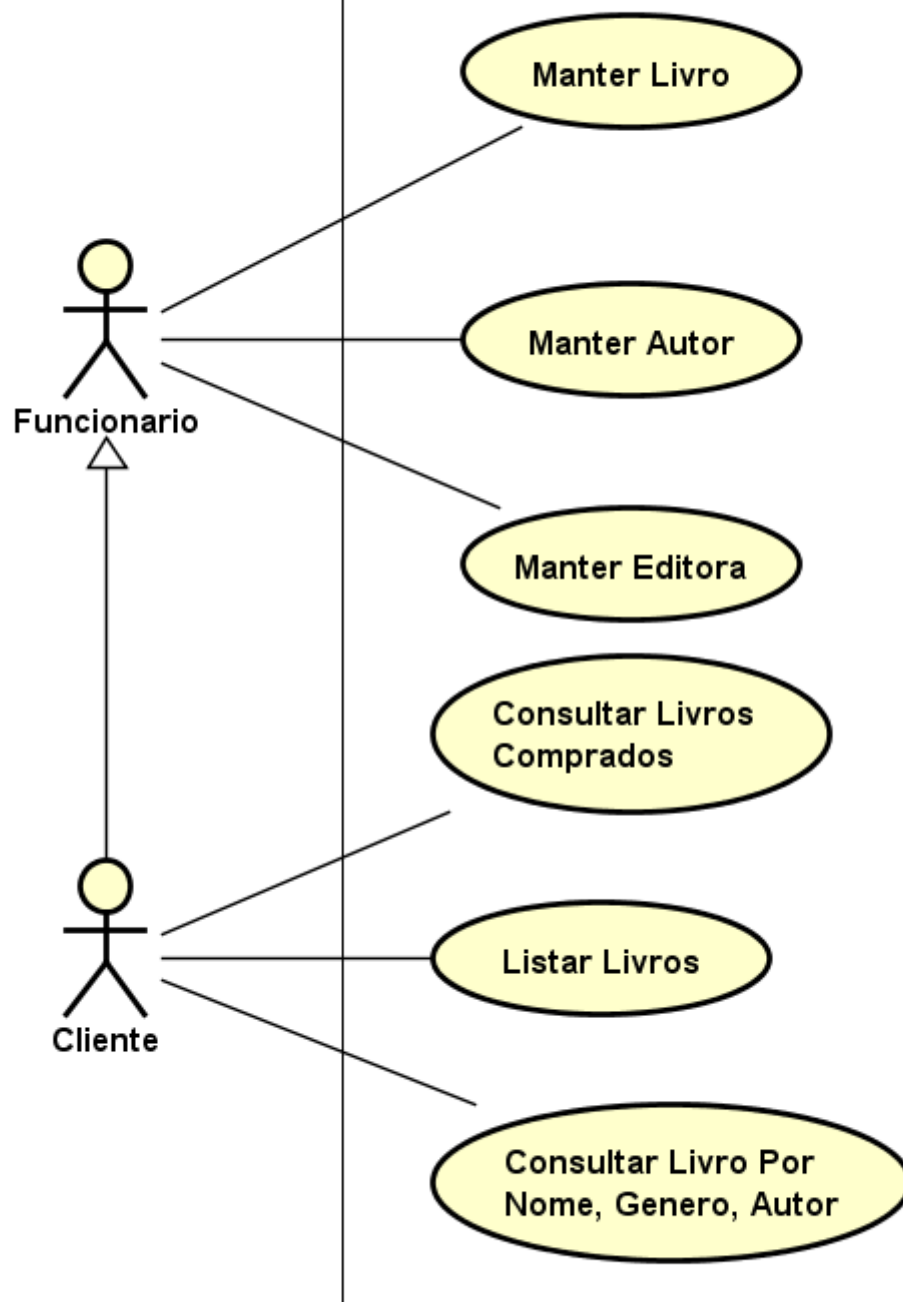 Manter Livro
Manter Autor
Funcionario
Manter Editora
Consultar Livros
Comprados
Listar Livros
Cliente
Consultar Livro Por
Nome, Genero, Autor